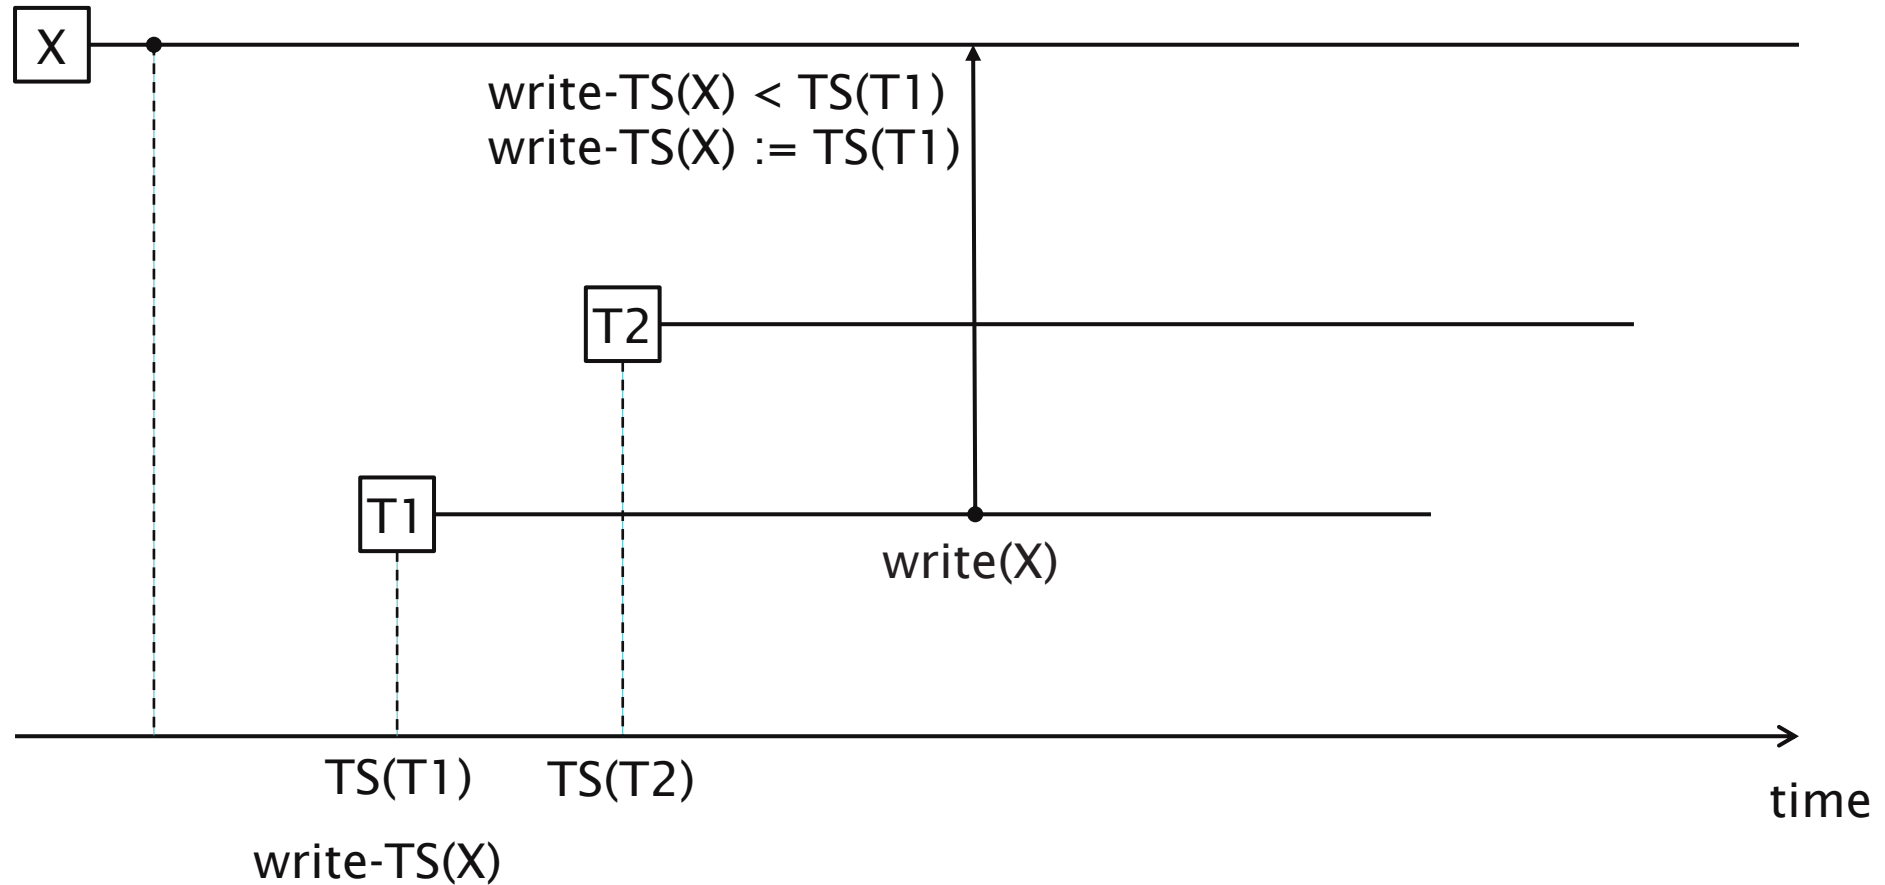 X
write-TS(X) < TS(T1)
write-TS(X) := TS(T1)
T2
T1
write(X)
TS(T1)
TS(T2)
time
write-TS(X)